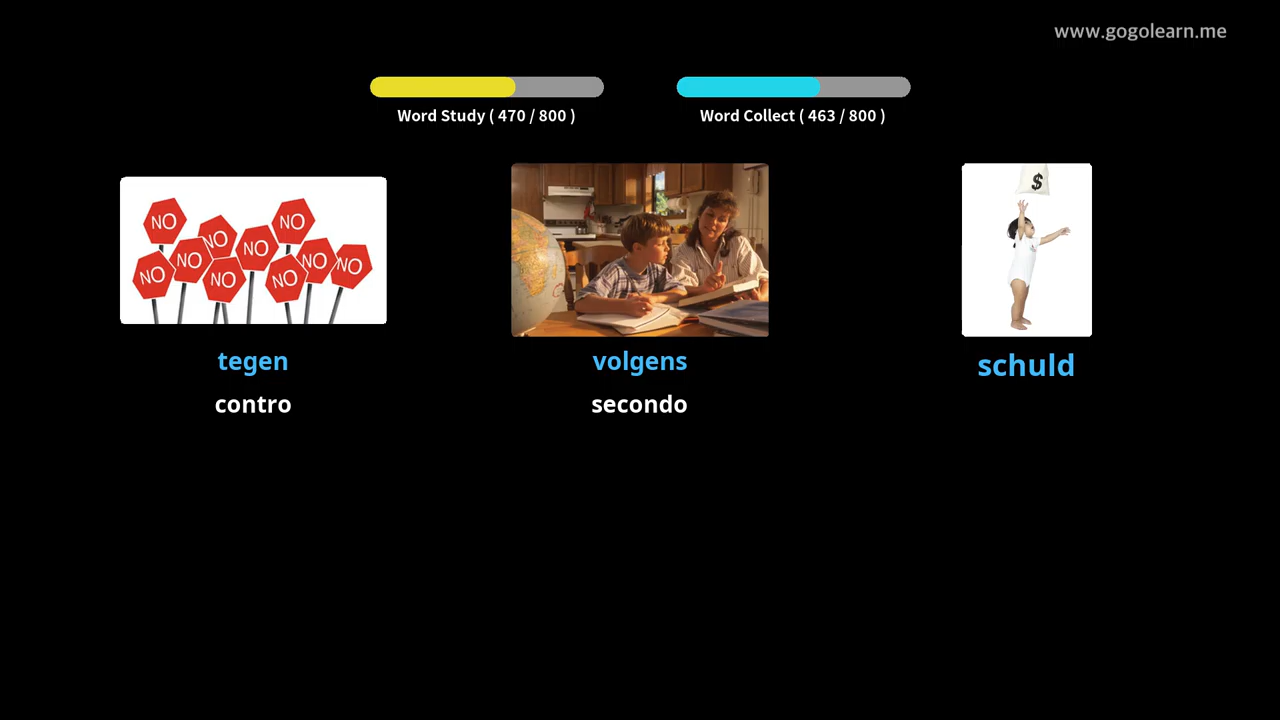 www.gogolearn.me
Word Study ( 470 / 800 )
Word Collect ( 463 / 800 )
NO
NO
NO
NO
NO
NO
NO
NO
NO
NO
$
tegen
volgens
schuld
contro
secondo